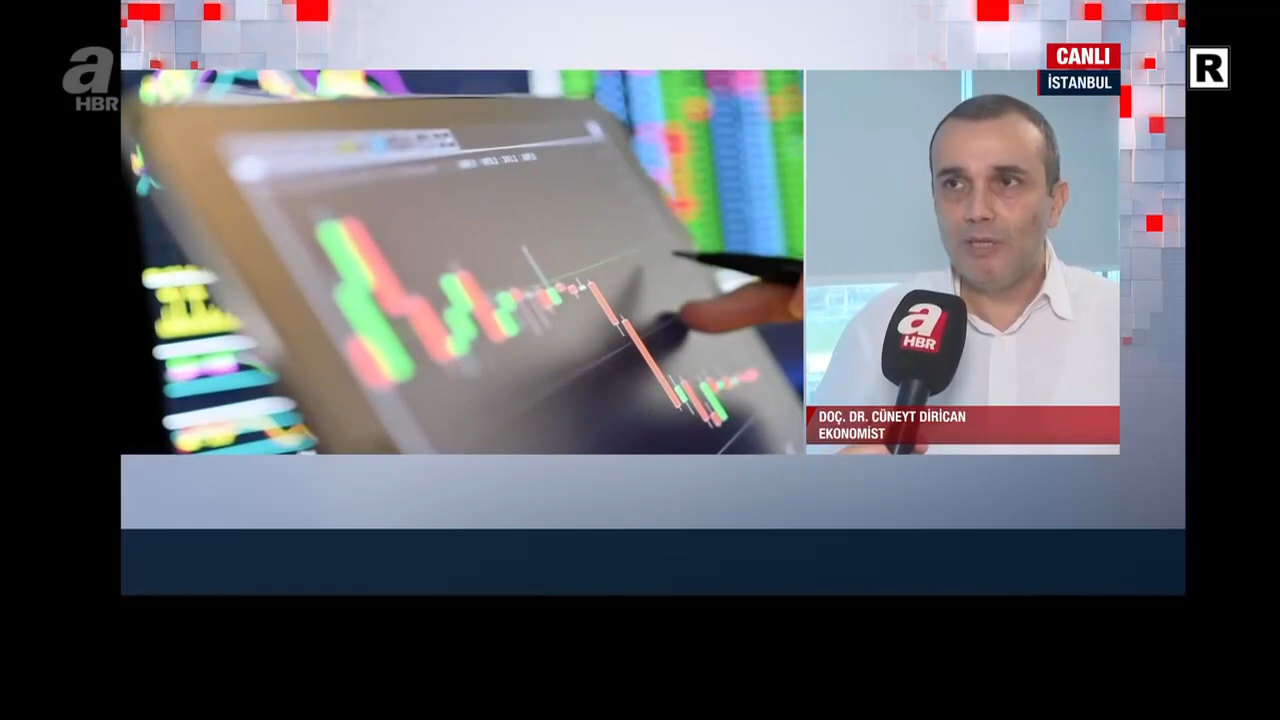 a
HBR
CANLI
İSTANBUL
R
a
HBR
DOÇ. DR. CÜNEYT DİRİCAN
EKONOMİST